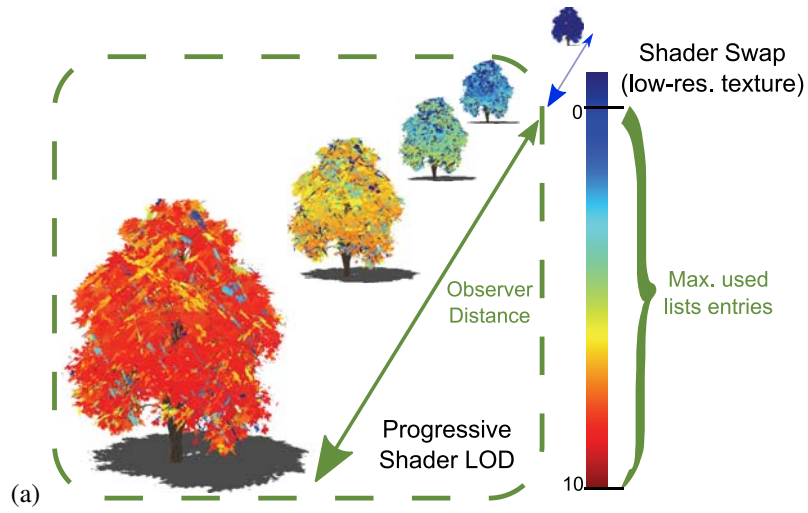 Shader Swap
(low-res. texture)
0
Max. used
lists entries
Observer
Distance
Progressive
Shader LOD
10
(a)